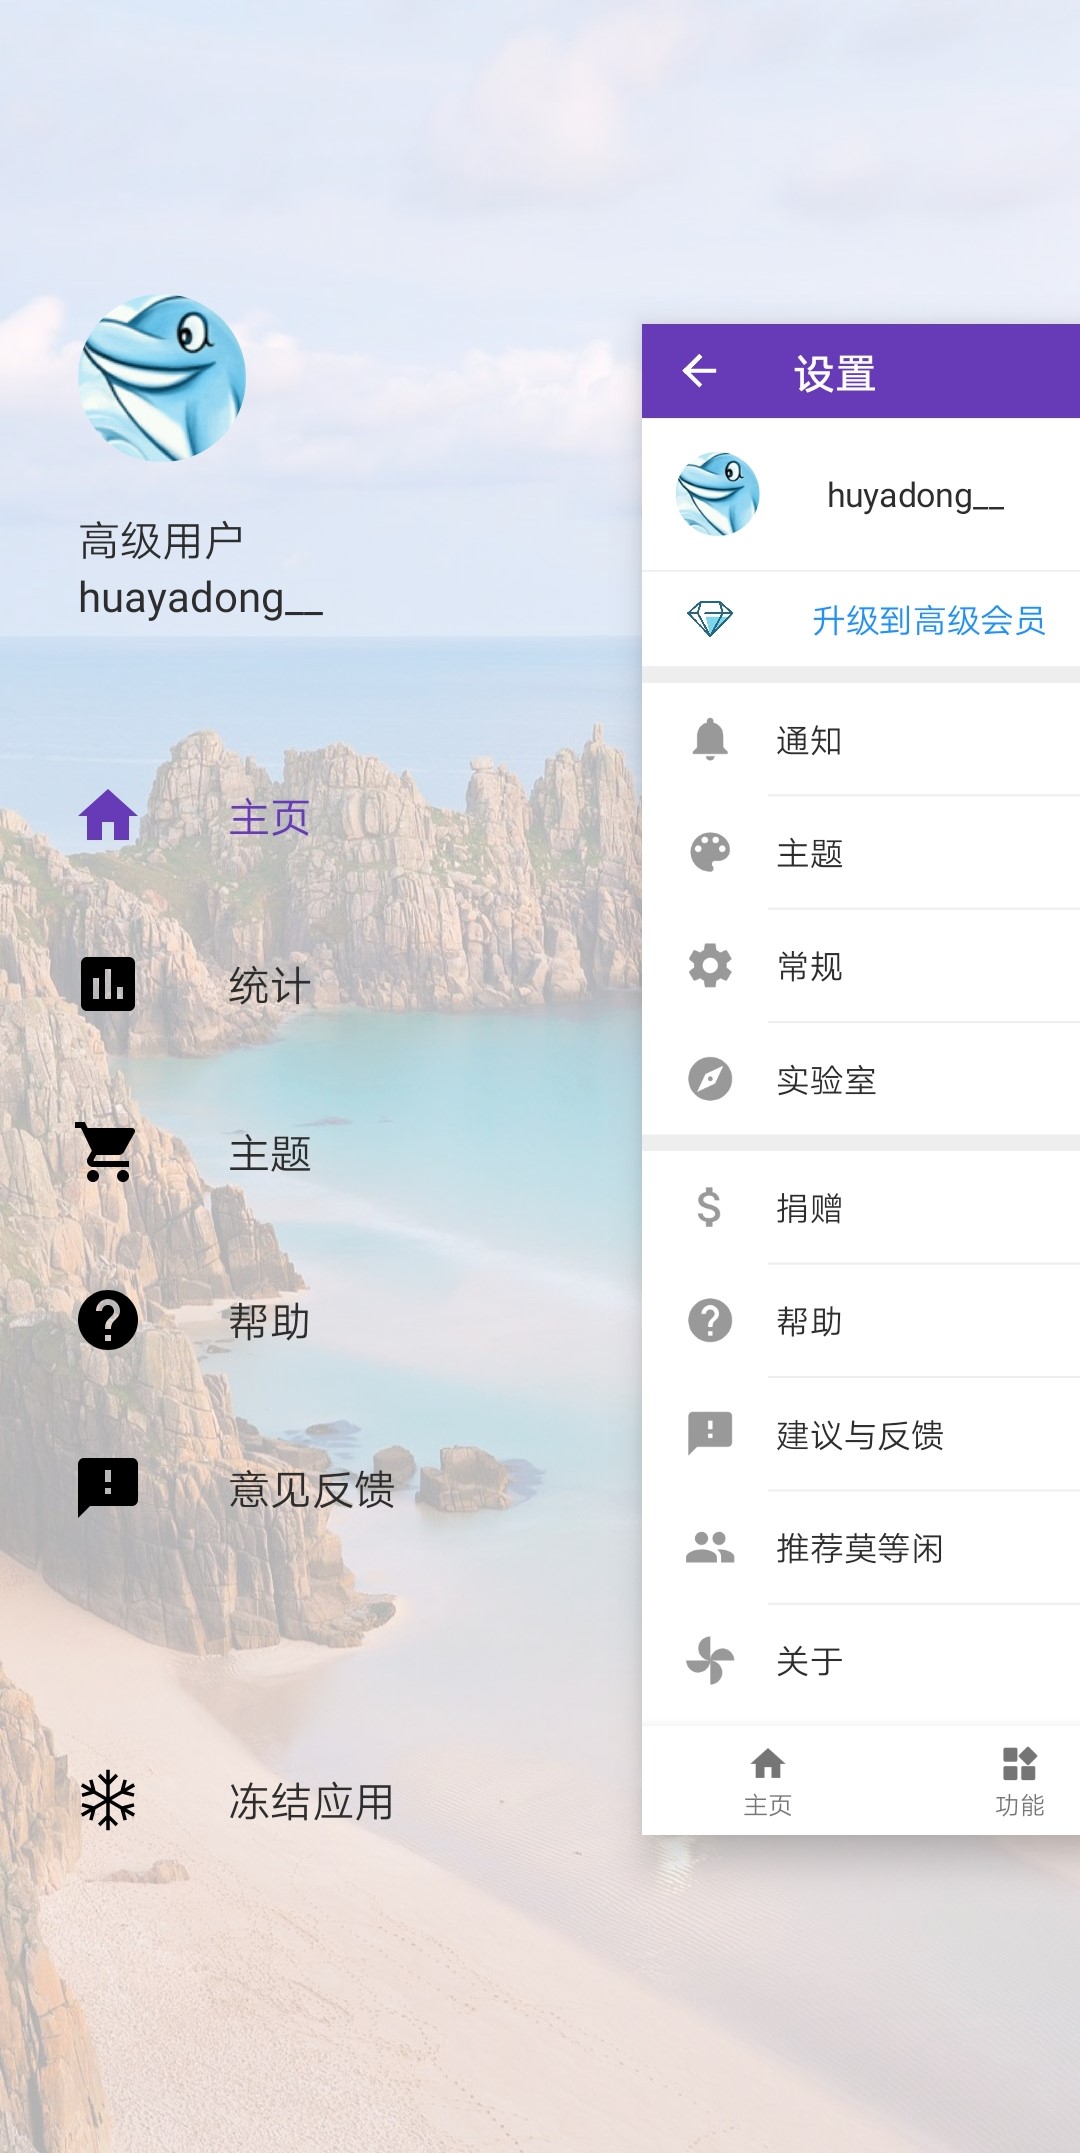 高级用户
huayadong__
主页
统计
主题
帮助
意见反馈
冻结应用
设置
huyadong__
升级到高级会员
通知
主题
常规
实验室
捐赠
帮助
建议与反馈
推荐莫等闲
关于
主页
功能